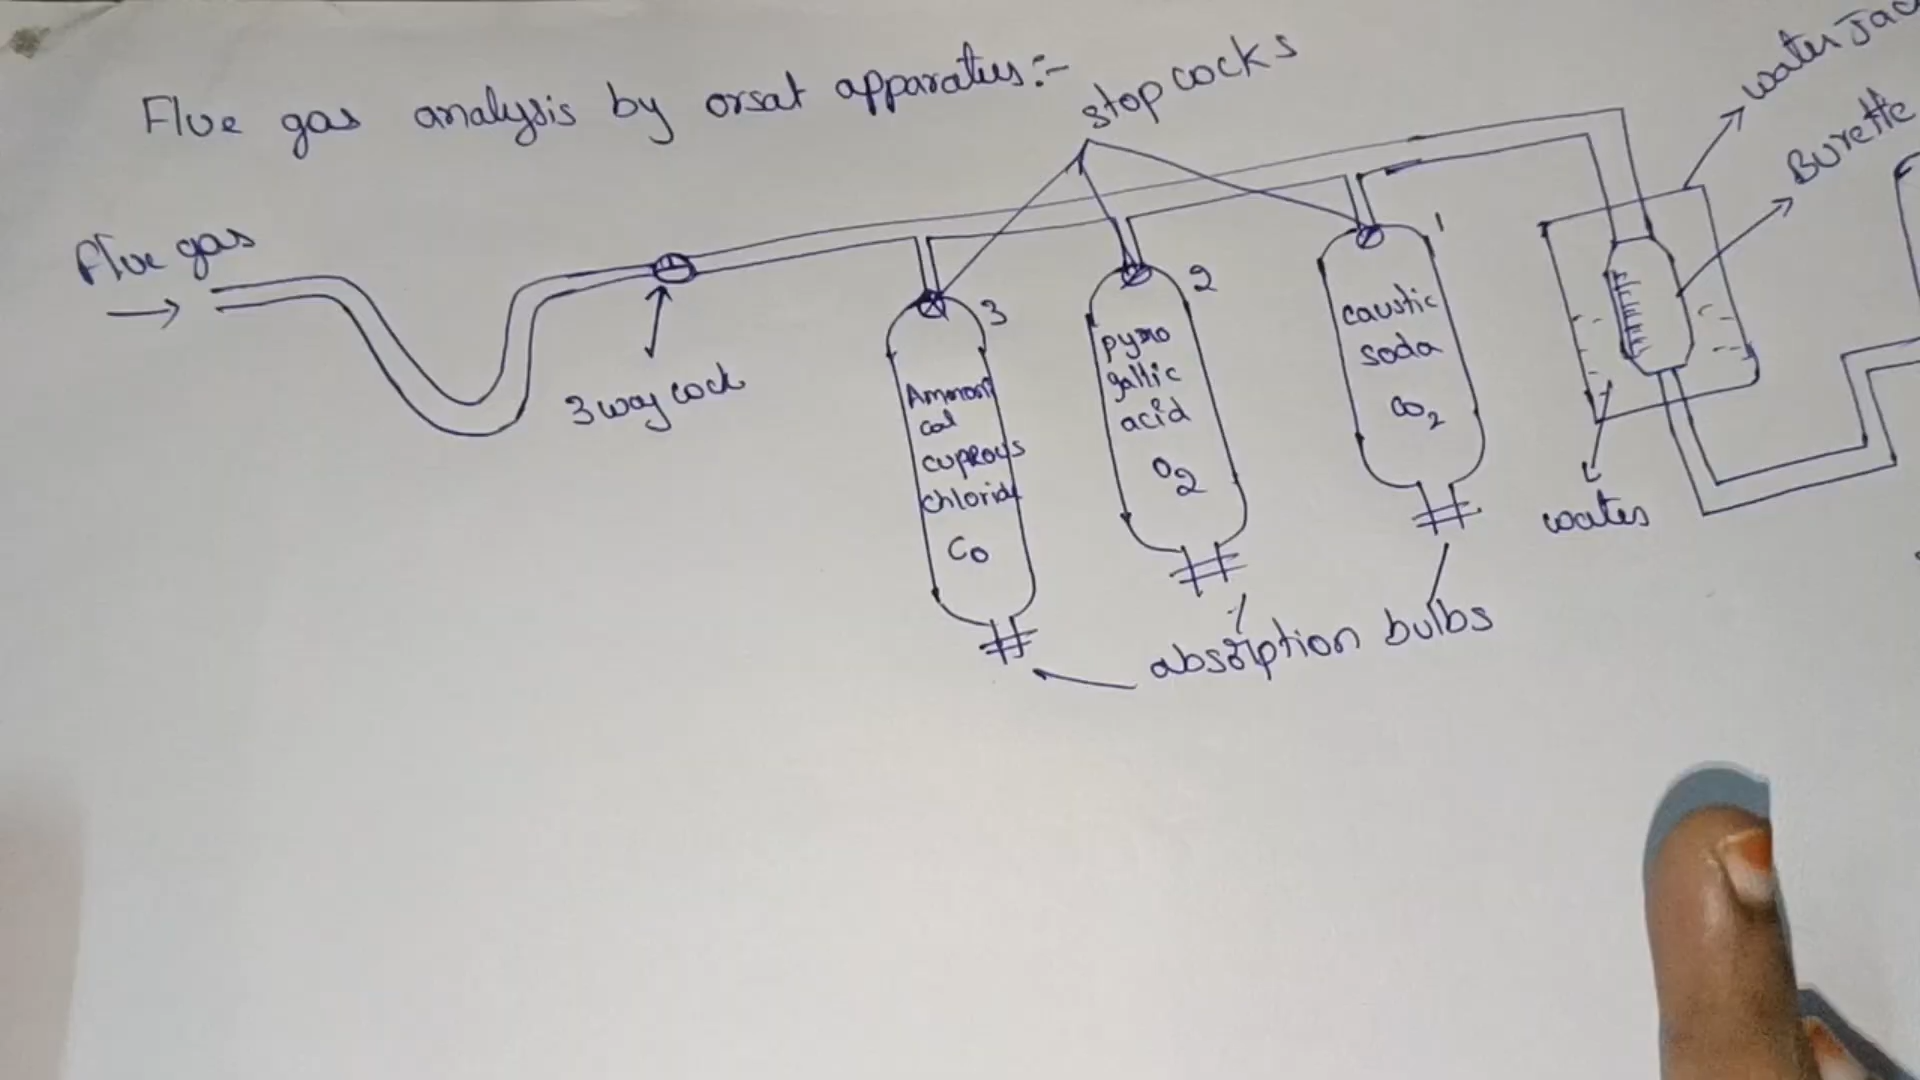 Flue gas analysis by orsat apparatus:-
stop cocks
water Jac
Burette
Flue gas
3 way cock
3
Ammoni
cal
cuprous
chloride
Co
2
pyro
gallic
acid
O2
1
caustic
soda
CO2
water
absorption bulbs